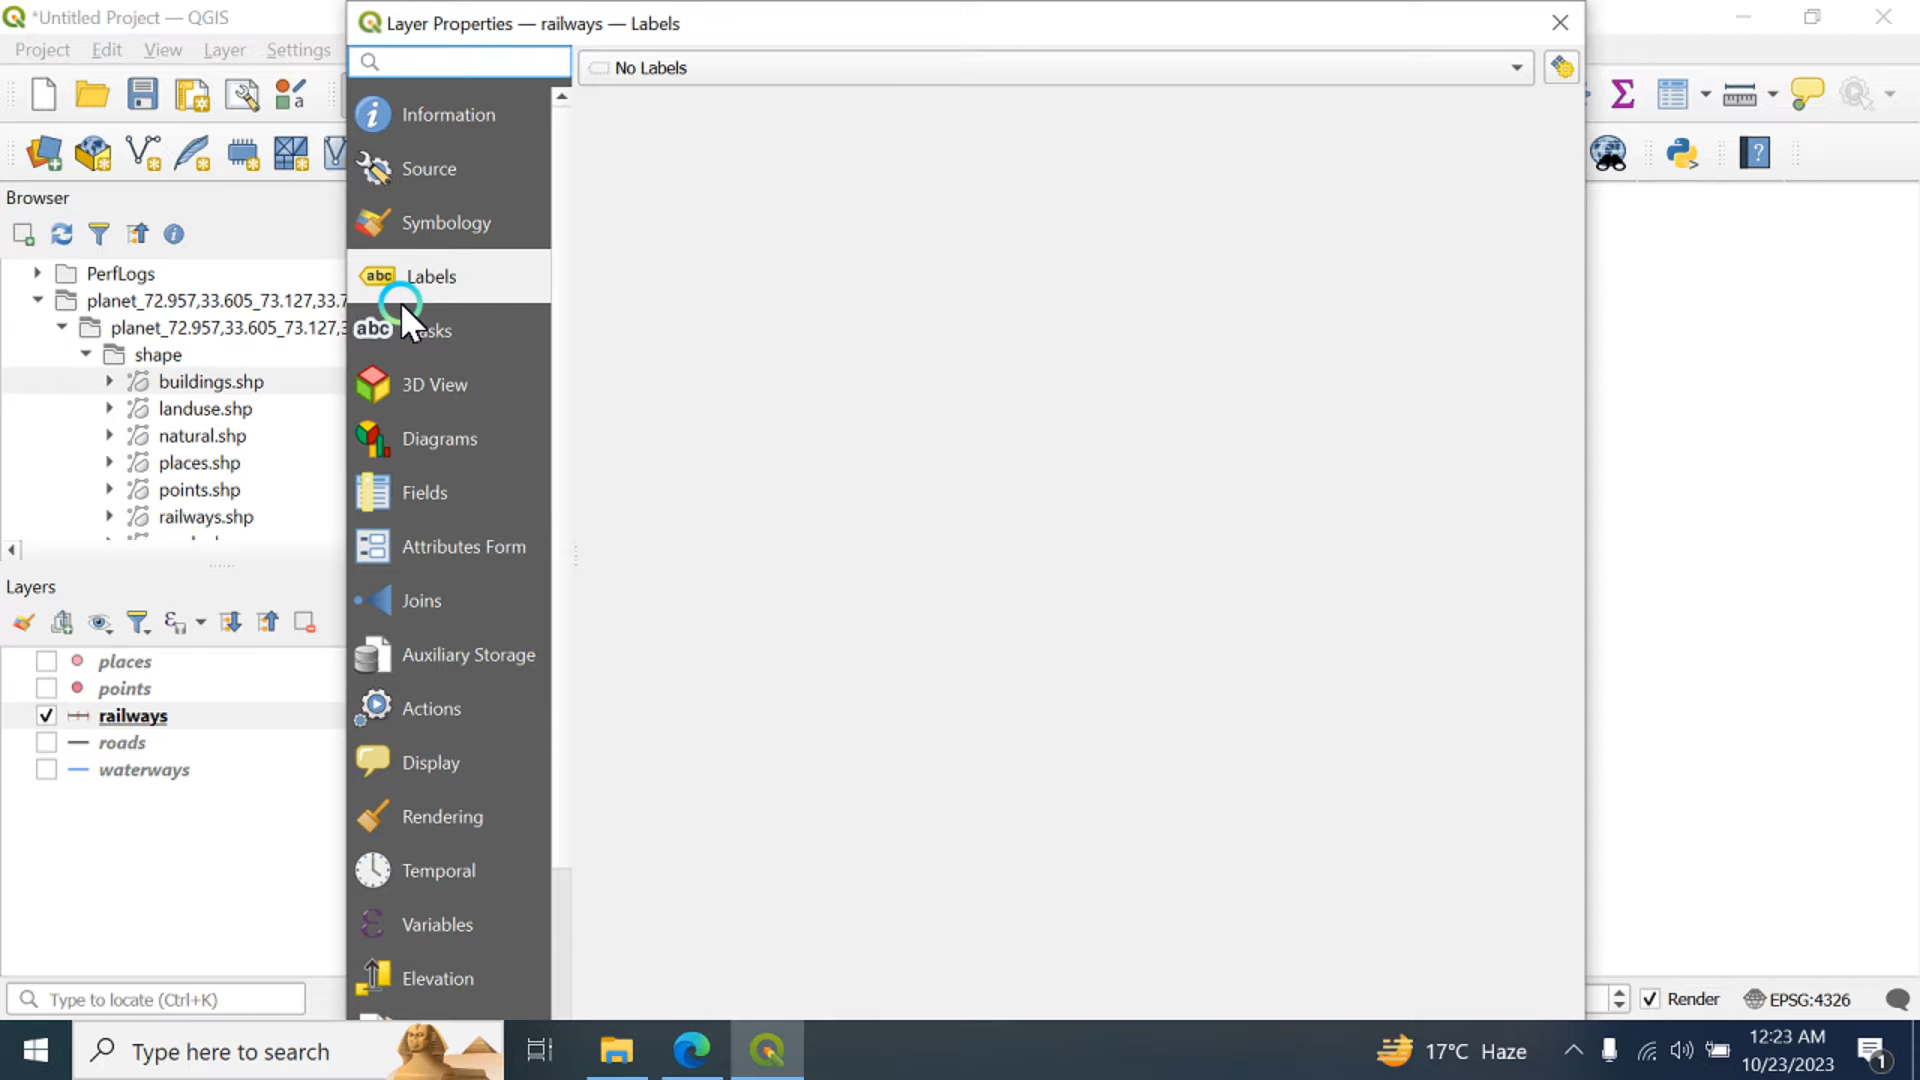 *Untitled Project — QGIS
Layer Properties — railways — Labels
Project Edit View Layer Settings
No Labels
Information
Source
Symbology
abc Labels
abc
3D View
Diagrams
Fields
Attributes Form
Joins
Auxiliary Storage
Actions
Display
Rendering
Temporal
Variables
Elevation
Browser
PerfLogs
planet_72.957,33.605_73.127,33.7
planet_72.957,33.605_73.127,3
shape
buildings.shp
landuse.shp
natural.shp
places.shp
points.shp
railways.shp
Layers
places
points
railways
roads
waterways
Type to locate (Ctrl+K)
Render
EPSG:4326
Type here to search
17°C Haze
12:23 AM
10/23/2023
1